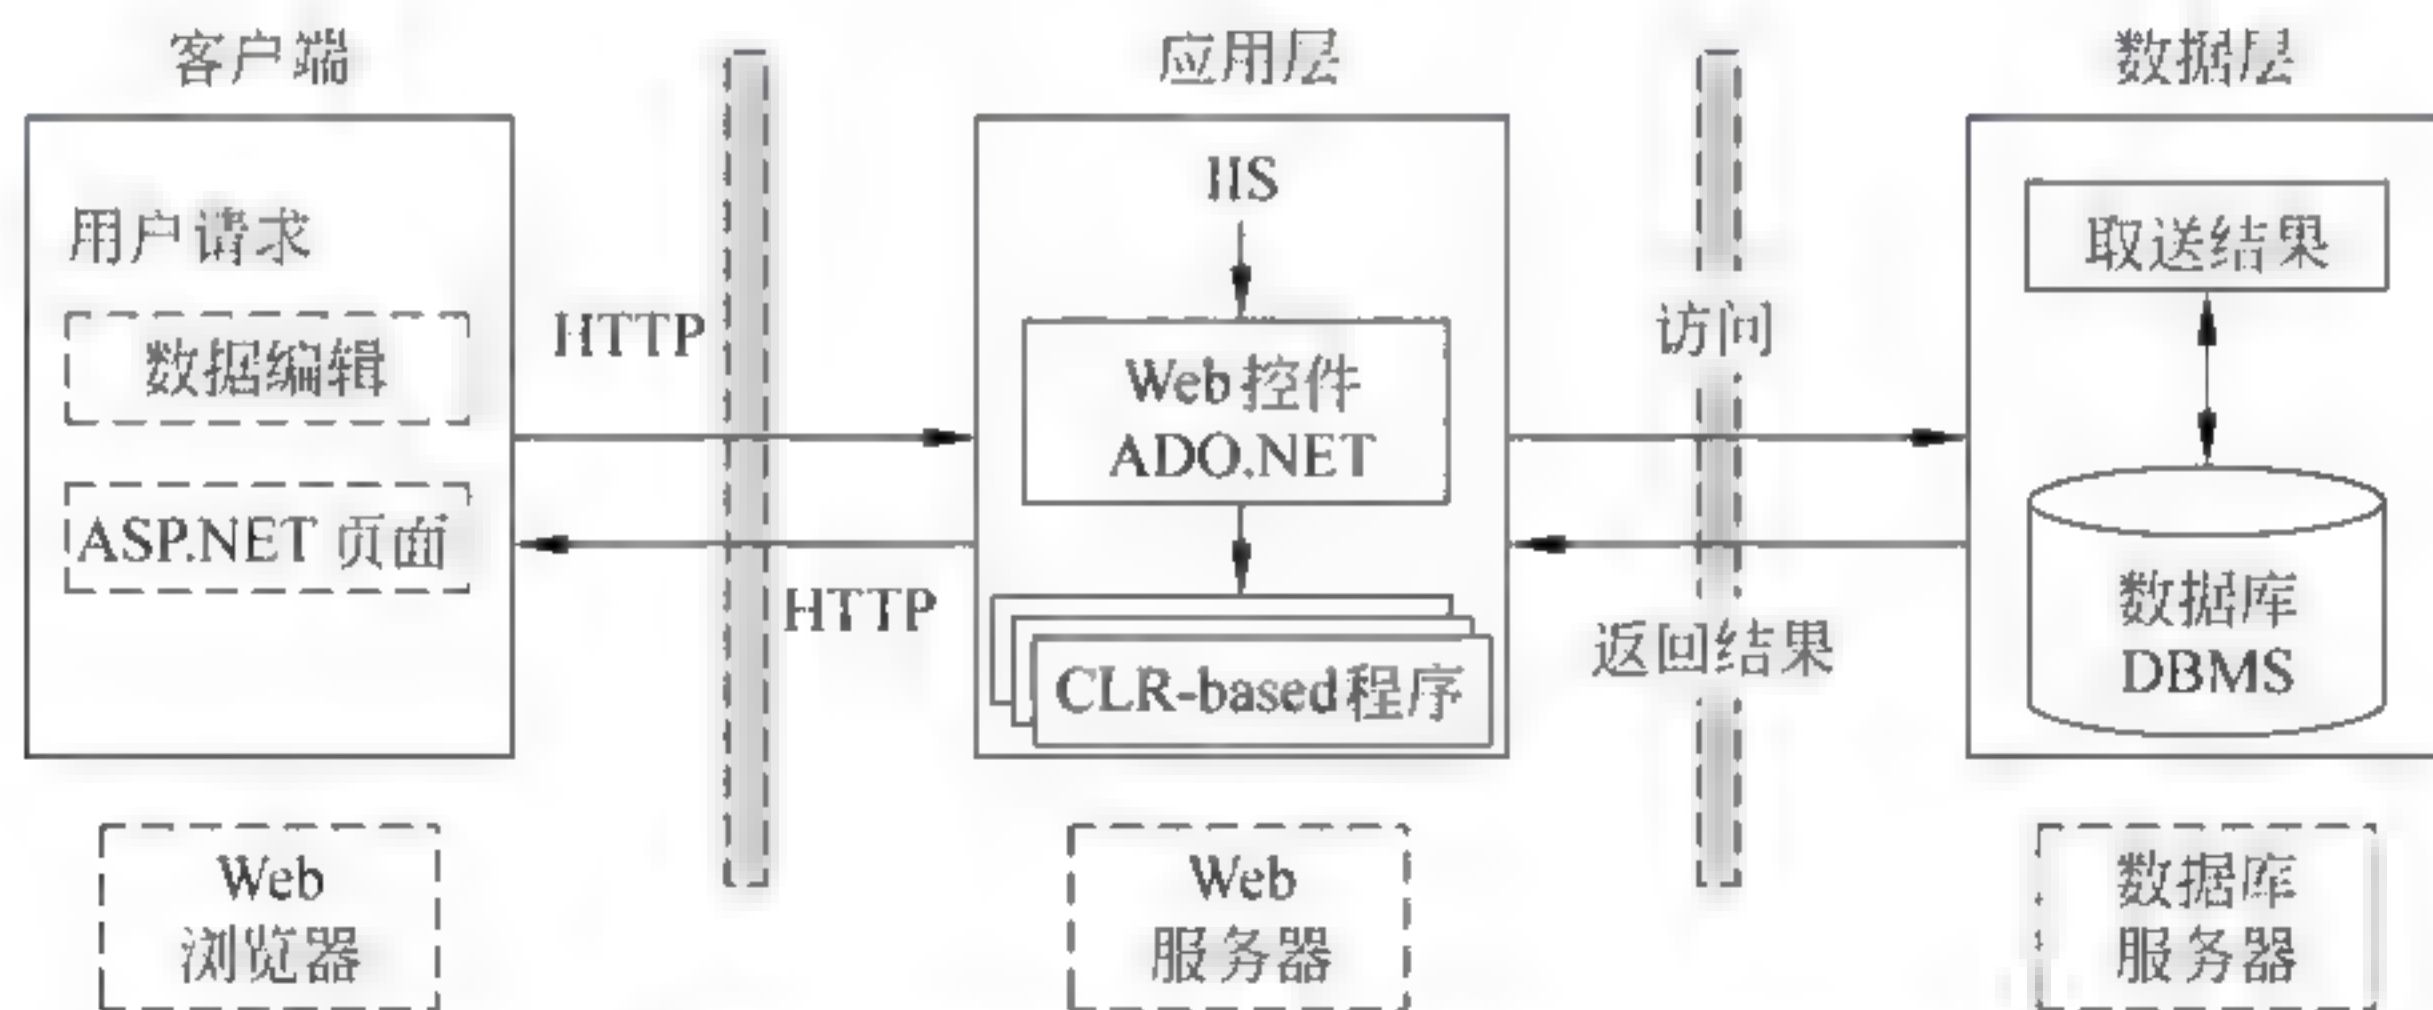 客户端
用户请求
数据编辑
ASP.NET 页面
Web
浏览器
HTTP
HTTP
应用层
IIS
Web 控件
ADO.NET
CLR-based程序
Web
服务器
访问
返回结果
数据层
取送结果
数据库
DBMS
数据库
服务器